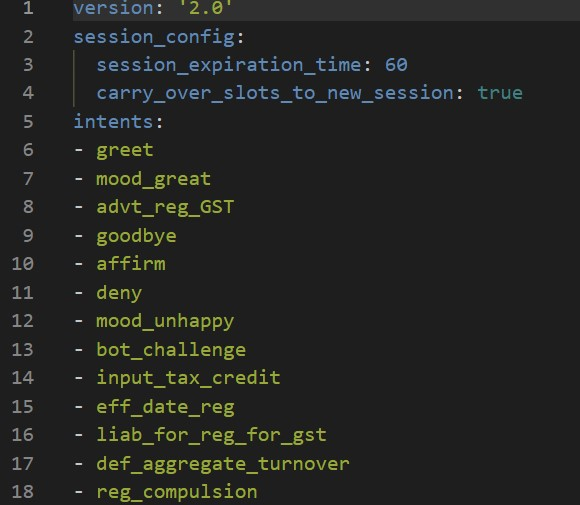 1 version: '2.0'
2 session_config:
3   session_expiration_time: 60
4   carry_over_slots_to_new_session: true
5 intents:
6 - greet
7 - mood_great
8 - advt_reg_GST
9 - goodbye
10 - affirm
11 - deny
12 - mood_unhappy
13 - bot_challenge
14 - input_tax_credit
15 - eff_date_reg
16 - liab_for_reg_for_gst
17 - def_aggregate_turnover
18 - reg_compulsion